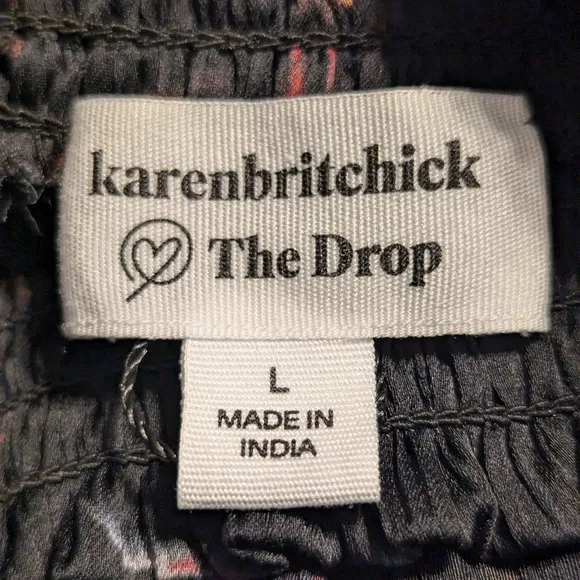 karenbritchick
The Drop
L
MADE IN
INDIA